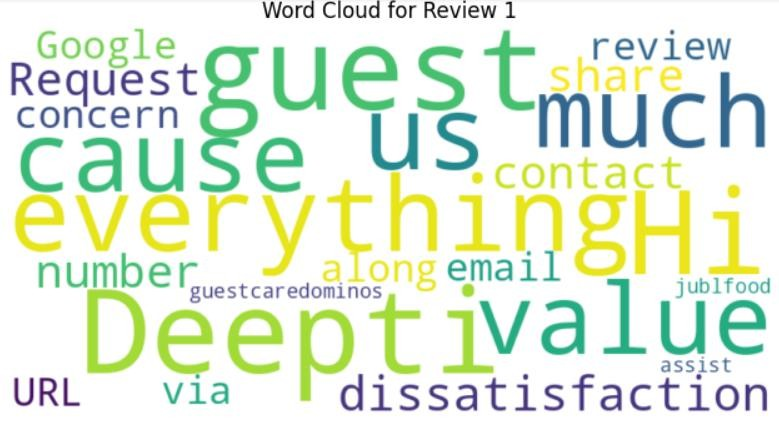 Word Cloud for Review 1
Google guest review
Request share
concern us much
cause contact
everything Hi
number along email
guestcaredominos jublfood
Deepti value
assist
URL via dissatisfaction